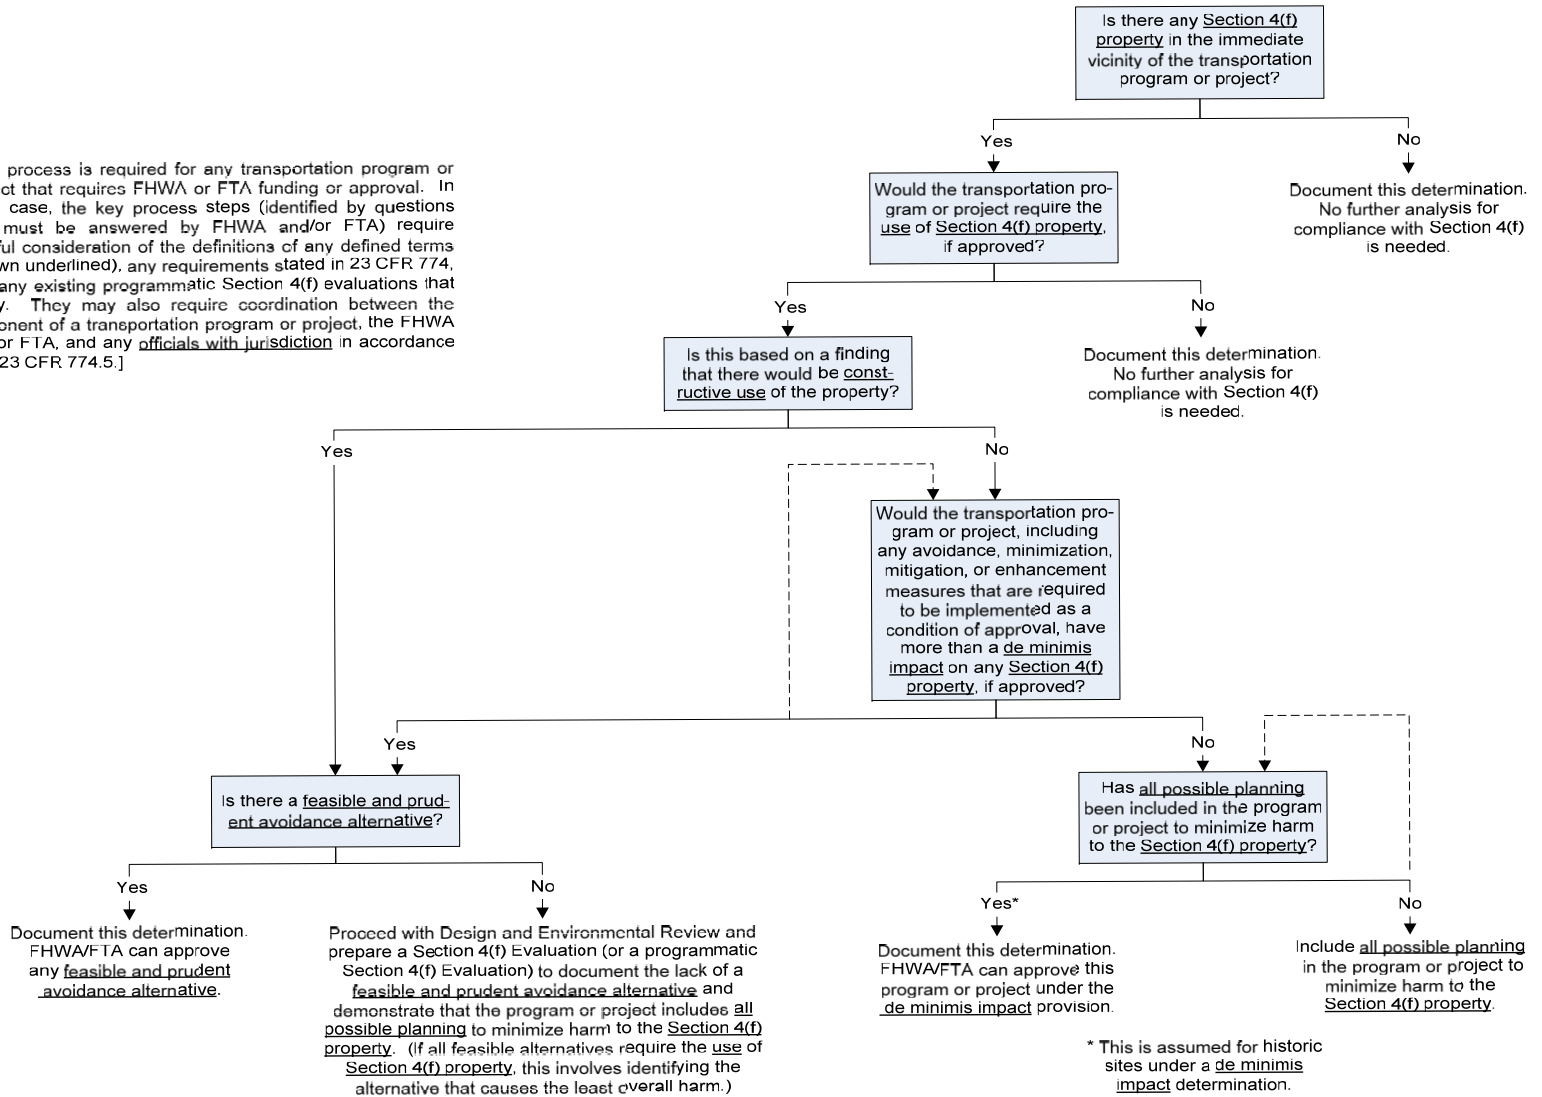 Is there any Section 4(f)
property in the immediate
vicinity of the transportation
program or project?
Yes
No
process is required for any transportation program or
ct that requires FHWA or FTA funding or approval. In
case, the key process steps (identified by questions
must be answered by FHWA and/or FTA) require
ful consideration of the definitions of any defined terms
wn underlined), any requirements stated in 23 CFR 774,
any existing programmatic Section 4(f) evaluations that
y. They may also require coordination between the
onent of a transportation program or project, the FHWA
or FTA, and any officials with jurisdiction in accordance
23 CFR 774.5.]
Would the transportation pro-
gram or project require the
use of Section 4(f) property,
if approved?
Document this determination.
No further analysis for
compliance with Section 4(f)
is needed.
Yes
No
Is this based on a finding
that there would be const-
ructive use of the property?
Document this determination.
No further analysis for
compliance with Section 4(f)
is needed.
Yes
No
Would the transportation pro-
gram or project, including
any avoidance, minimization,
mitigation, or enhancement
measures that are required
to be implemented as a
condition of approval, have
more than a de minimis
impact on any Section 4(f)
property, if approved?
Yes
No
Is there a feasible and prud-
ent avoidance alternative?
Has all possible planning
been included in the program
or project to minimize harm
to the Section 4(f) property?
Yes
No
Yes*
No
Document this determination.
FHWA/FTA can approve
any feasible and prudent
avoidance alternative.
Proceed with Design and Environmental Review and
prepare a Section 4(f) Evaluation (or a programmatic
Section 4(f) Evaluation) to document the lack of a
feasible and prudent avoidance alternative and
demonstrate that the program or project includes all
possible planning to minimize harm to the Section 4(f)
property. (If all feasible alternatives require the use of
Section 4(f) property, this involves identifying the
alternative that causes the least overall harm.)
Document this determination.
FHWA/FTA can approve this
program or project under the
de minimis impact provision.
Include all possible planning
in the program or project to
minimize harm to the
Section 4(f) property.
* This is assumed for historic
sites under a de minimis
impact determination.